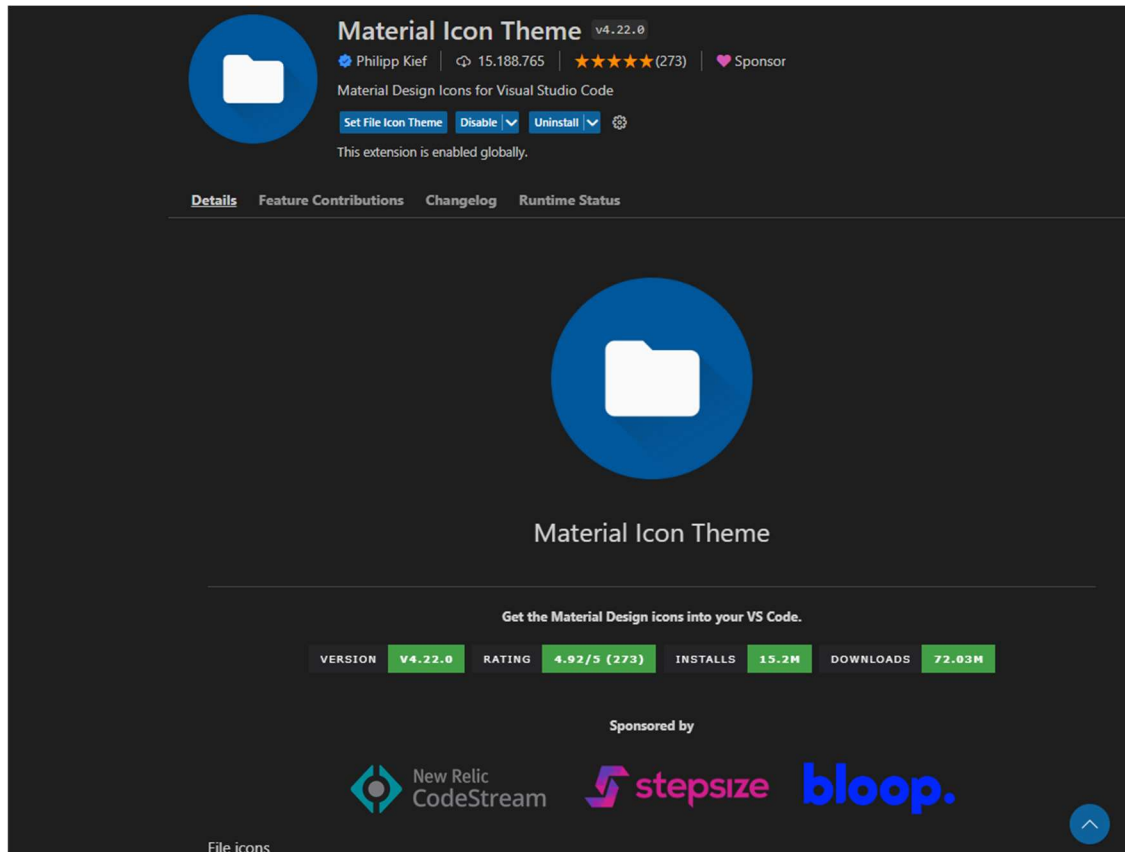 Material Icon Theme v4.22.0
Philipp Kief 15.188.765 ★★★★★(273) Sponsor
Material Design Icons for Visual Studio Code
Set File Icon Theme Disable Uninstall
This extension is enabled globally.
Details Feature Contributions Changelog Runtime Status
Material Icon Theme
Get the Material Design icons into your VS Code.
VERSION V4.22.0 RATING 4.92/5 (273) INSTALLS 15.2M DOWNLOADS 72.03M
Sponsored by
New Relic
CodeStream stepsize bloop.
File icons